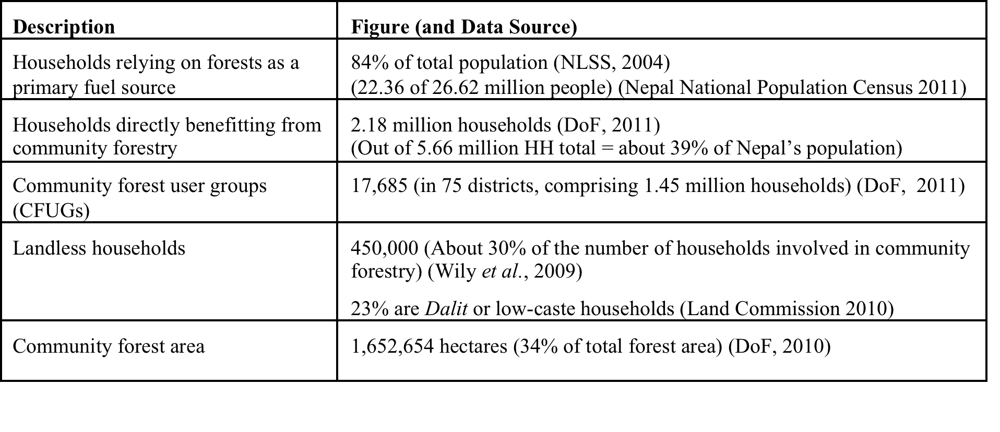 Description
Figure (and Data Source)
Households relying on forests as a
primary fuel source
84% of total population (NLSS, 2004)
(22.36 of 26.62 million people) (Nepal National Population Census 2011)
Households directly benefitting from
community forestry
2.18 million households (DoF, 2011)
(Out of 5.66 million HH total = about 39% of Nepal’s population)
Community forest user groups
(CFUGs)
17,685 (in 75 districts, comprising 1.45 million households) (DoF,  2011)
Landless households
450,000 (About 30% of the number of households involved in community
forestry) (Wily et al., 2009)
23% are Dalit or low-caste households (Land Commission 2010)
Community forest area
1,652,654 hectares (34% of total forest area) (DoF, 2010)